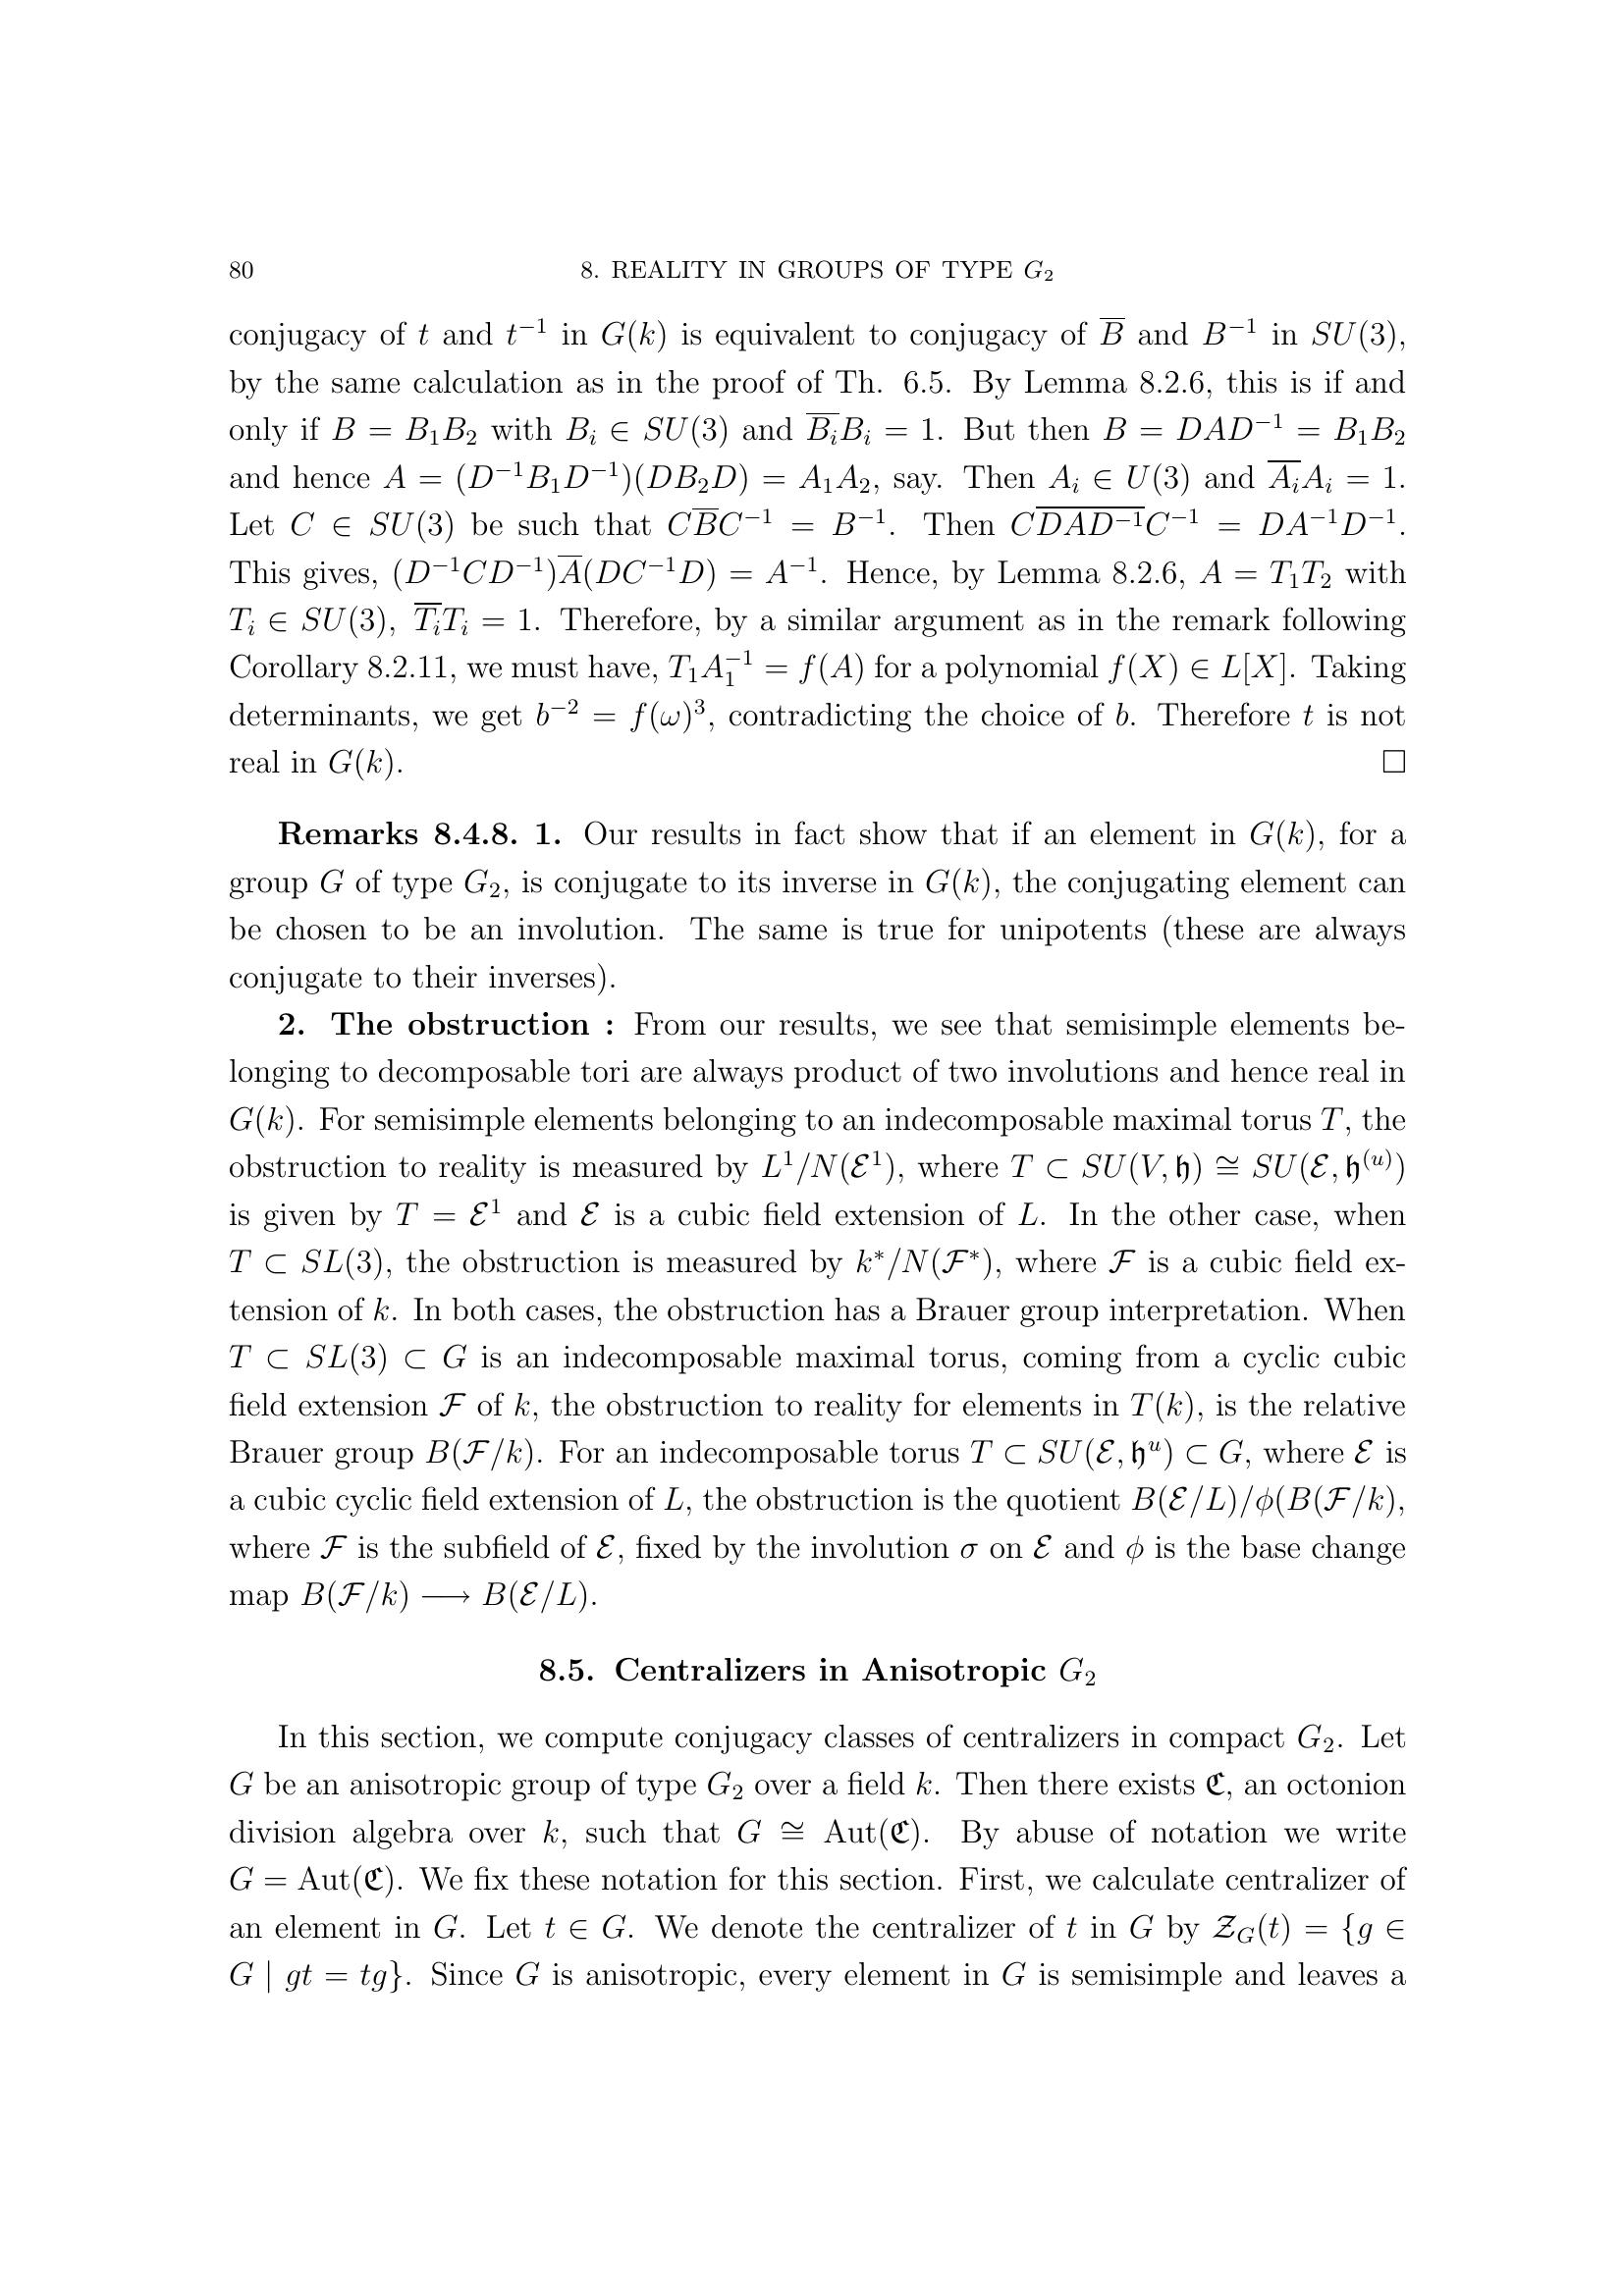 80 8. REALITY IN GROUPS OF TYPE $G_2$
conjugacy of $t$ and $t^{-1}$ in $G(k)$ is equivalent to conjugacy of $\overline{B}$ and $B^{-1}$ in $SU(3)$,
by the same calculation as in the proof of Th. 6.5. By Lemma 8.2.6, this is if and
only if $B = B_1B_2$ with $B_i \in SU(3)$ and $\overline{B_i}B_i = 1$. But then $B = DAD^{-1} = B_1B_2$
and hence $A = (D^{-1}B_1D^{-1})(DB_2D) = A_1A_2$, say. Then $A_i \in U(3)$ and $\overline{A_i}A_i = 1$.
Let $C \in SU(3)$ be such that $C\overline{B}C^{-1} = B^{-1}$. Then $C\overline{DAD^{-1}}C^{-1} = DA^{-1}D^{-1}$.
This gives, $(D^{-1}CD^{-1})\overline{A}(DC^{-1}D) = A^{-1}$. Hence, by Lemma 8.2.6, $A = T_1T_2$ with
$T_i \in SU(3)$, $\overline{T_i}T_i = 1$. Therefore, by a similar argument as in the remark following
Corollary 8.2.11, we must have, $T_1A_1^{-1} = f(A)$ for a polynomial $f(X) \in L[X]$. Taking
determinants, we get $b^{-2} = f(\omega)^3$, contradicting the choice of $b$. Therefore $t$ is not
real in $G(k)$. □
Remarks 8.4.8. 1. Our results in fact show that if an element in $G(k)$, for a
group $G$ of type $G_2$, is conjugate to its inverse in $G(k)$, the conjugating element can
be chosen to be an involution. The same is true for unipotents (these are always
conjugate to their inverses).
2. The obstruction : From our results, we see that semisimple elements be-
longing to decomposable tori are always product of two involutions and hence real in
$G(k)$. For semisimple elements belonging to an indecomposable maximal torus $T$, the
obstruction to reality is measured by $L^1/N(\mathcal{E}^1)$, where $T \subset SU(V, \mathfrak{h}) \cong SU(\mathcal{E}, \mathfrak{h}^{(u)})$
is given by $T = \mathcal{E}^1$ and $\mathcal{E}$ is a cubic field extension of $L$. In the other case, when
$T \subset SL(3)$, the obstruction is measured by $k^*/N(\mathcal{F}^*)$, where $\mathcal{F}$ is a cubic field ex-
tension of $k$. In both cases, the obstruction has a Brauer group interpretation. When
$T \subset SL(3) \subset G$ is an indecomposable maximal torus, coming from a cyclic cubic
field extension $\mathcal{F}$ of $k$, the obstruction to reality for elements in $T(k)$, is the relative
Brauer group $B(\mathcal{F}/k)$. For an indecomposable torus $T \subset SU(\mathcal{E}, \mathfrak{h}^u) \subset G$, where $\mathcal{E}$ is
a cubic cyclic field extension of $L$, the obstruction is the quotient $B(\mathcal{E}/L)/\phi(B(\mathcal{F}/k)$,
where $\mathcal{F}$ is the subfield of $\mathcal{E}$, fixed by the involution $\sigma$ on $\mathcal{E}$ and $\phi$ is the base change
map $B(\mathcal{F}/k) \longrightarrow B(\mathcal{E}/L)$.
8.5. Centralizers in Anisotropic $G_2$
In this section, we compute conjugacy classes of centralizers in compact $G_2$. Let
$G$ be an anisotropic group of type $G_2$ over a field $k$. Then there exists $\mathfrak{C}$, an octonion
division algebra over $k$, such that $G \cong \mathrm{Aut}(\mathfrak{C})$. By abuse of notation we write
$G = \mathrm{Aut}(\mathfrak{C})$. We fix these notation for this section. First, we calculate centralizer of
an element in $G$. Let $t \in G$. We denote the centralizer of $t$ in $G$ by $\mathcal{Z}_G(t) = \{g \in$
$G \mid gt = tg\}$. Since $G$ is anisotropic, every element in $G$ is semisimple and leaves a